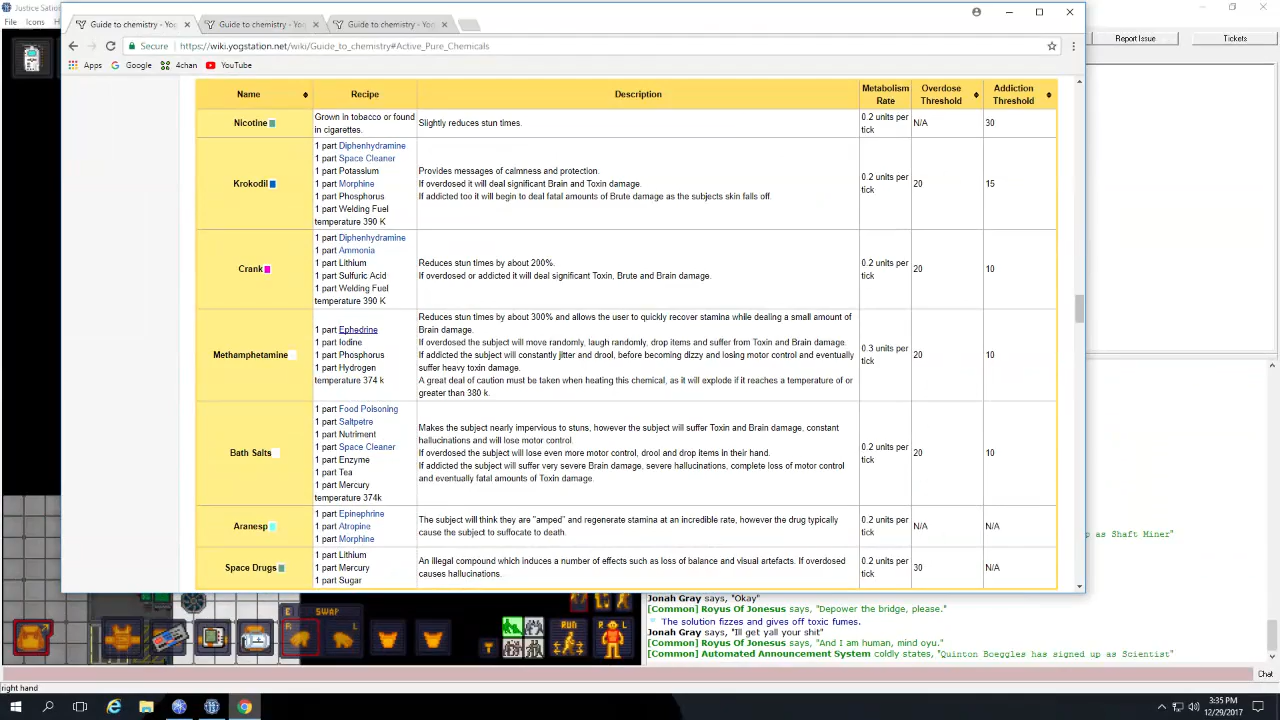 Justice Satio
File Icons
Guide to chemistry - Yog
Guide to chemistry - Yog
Guide to chemistry - Yog
Secure https://wiki.yogstation.net/wiki/Guide_to_chemistry#Active_Pure_Chemicals
Apps Google 4chan YouTube
Report Issue Tickets
Name Recipe Description Metabolism Rate Overdose Threshold Addiction Threshold
Nicotine
Grown in tobacco or found
in cigarettes.
Slightly reduces stun times.
0.2 units per
tick
N/A
30
Krokodil
1 part Diphenhydramine
1 part Space Cleaner
1 part Potassium
1 part Morphine
1 part Phosphorus
1 part Welding Fuel
temperature 390 K
Provides messages of calmness and protection.
If overdosed it will deal significant Brain and Toxin damage.
If addicted too it will begin to deal fatal amounts of Brute damage as the subjects skin falls off.
0.2 units per
tick
20
15
Crank
1 part Diphenhydramine
1 part Ammonia
1 part Lithium
1 part Sulfuric Acid
1 part Welding Fuel
temperature 390 K
Reduces stun times by about 200%.
If overdosed or addicted it will deal significant Toxin, Brute and Brain damage.
0.2 units per
tick
20
10
Methamphetamine
1 part Ephedrine
1 part Iodine
1 part Phosphorus
1 part Hydrogen
temperature 374 k
Reduces stun times by about 300% and allows the user to quickly recover stamina while dealing a small amount of
Brain damage.
If overdosed the subject will move randomly, laugh randomly, drop items and suffer from Toxin and Brain damage.
If addicted the subject will constantly jitter and drool, before becoming dizzy and losing motor control and eventually
suffer heavy toxin damage.
A great deal of caution must be taken when heating this chemical, as it will explode if it reaches a temperature of or
greater than 380 k.
0.3 units per
tick
20
10
Bath Salts
1 part Food Poisoning
1 part Saltpetre
1 part Nutriment
1 part Space Cleaner
1 part Enzyme
1 part Tea
1 part Mercury
temperature 374k
Makes the subject nearly impervious to stuns, however the subject will suffer Toxin and Brain damage, constant
hallucinations and will lose motor control.
If overdosed the subject will lose even more motor control, drool and drop items in their hand.
If addicted the subject will suffer very severe Brain damage, severe hallucinations, complete loss of motor control
and eventually fatal amounts of Toxin damage.
0.2 units per
tick
20
10
Aranesp
1 part Epinephrine
1 part Atropine
1 part Morphine
The subject will think they are "amped" and regenerate stamina at an incredible rate, however the drug typically
cause the subject to suffocate to death.
0.2 units per
tick
N/A
N/A
Space Drugs
1 part Lithium
1 part Mercury
1 part Sugar
An illegal compound which induces a number of effects such as loss of balance and visual artefacts. If overdosed
causes hallucinations.
0.2 units per
tick
30
N/A
p as Shaft Miner"
Jonah Gray says, "Okay"
[Common] Royus Of Jonesus says, "Depower the bridge, please."
The solution fizzes and gives off toxic fumes.
Jonah Gray says, "Ill get yall your shit"
[Common] Royus Of Jonesus says, "And I am human, mind oyu."
[Common] Automated Announcement System coldly states, "Quinton Boeggles has signed up as Scientist"
E SWAP
R L
RUN
R L
Chat
right hand
3:35 PM
12/29/2017